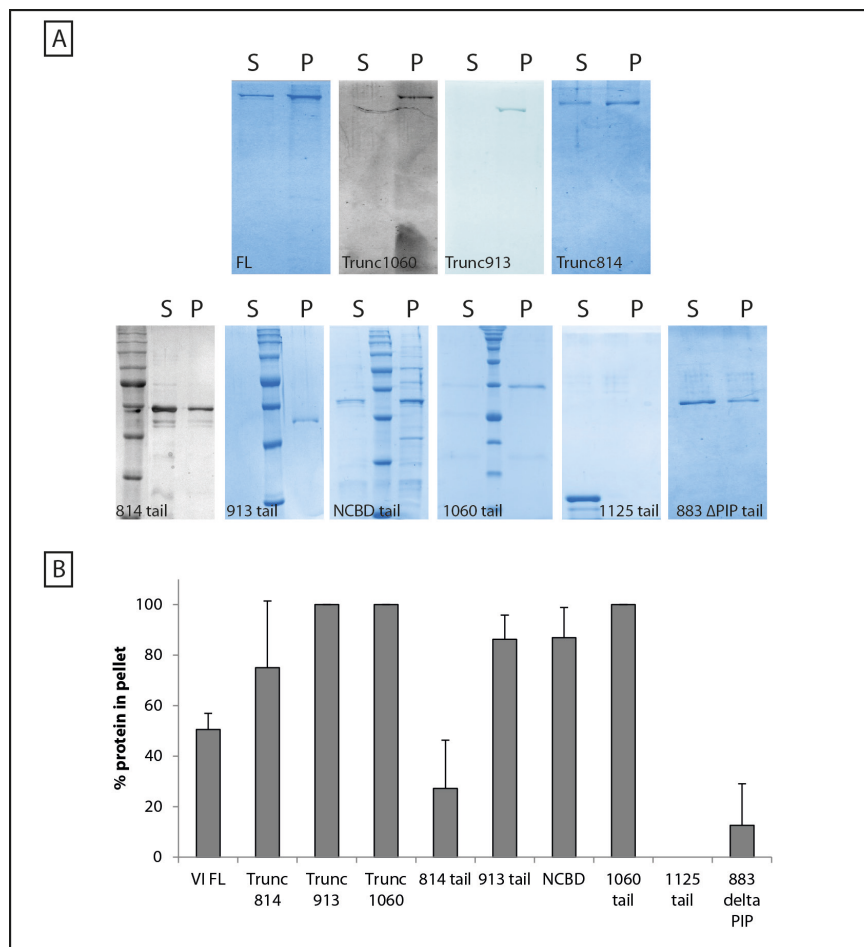 A
S P S P S P S P
FL Trunc1060 Trunc913 Trunc814
S P S P S P S P S P S P
814 tail 913 tail NCBD tail 1060 tail 1125 tail 883 ΔPIP tail
B
% protein in pellet
100
80
60
40
20
0
VI FL Trunc Trunc Trunc 814 tail 913 tail NCBD 1060 1125 883
814 913 1060 tail tail delta
PIP